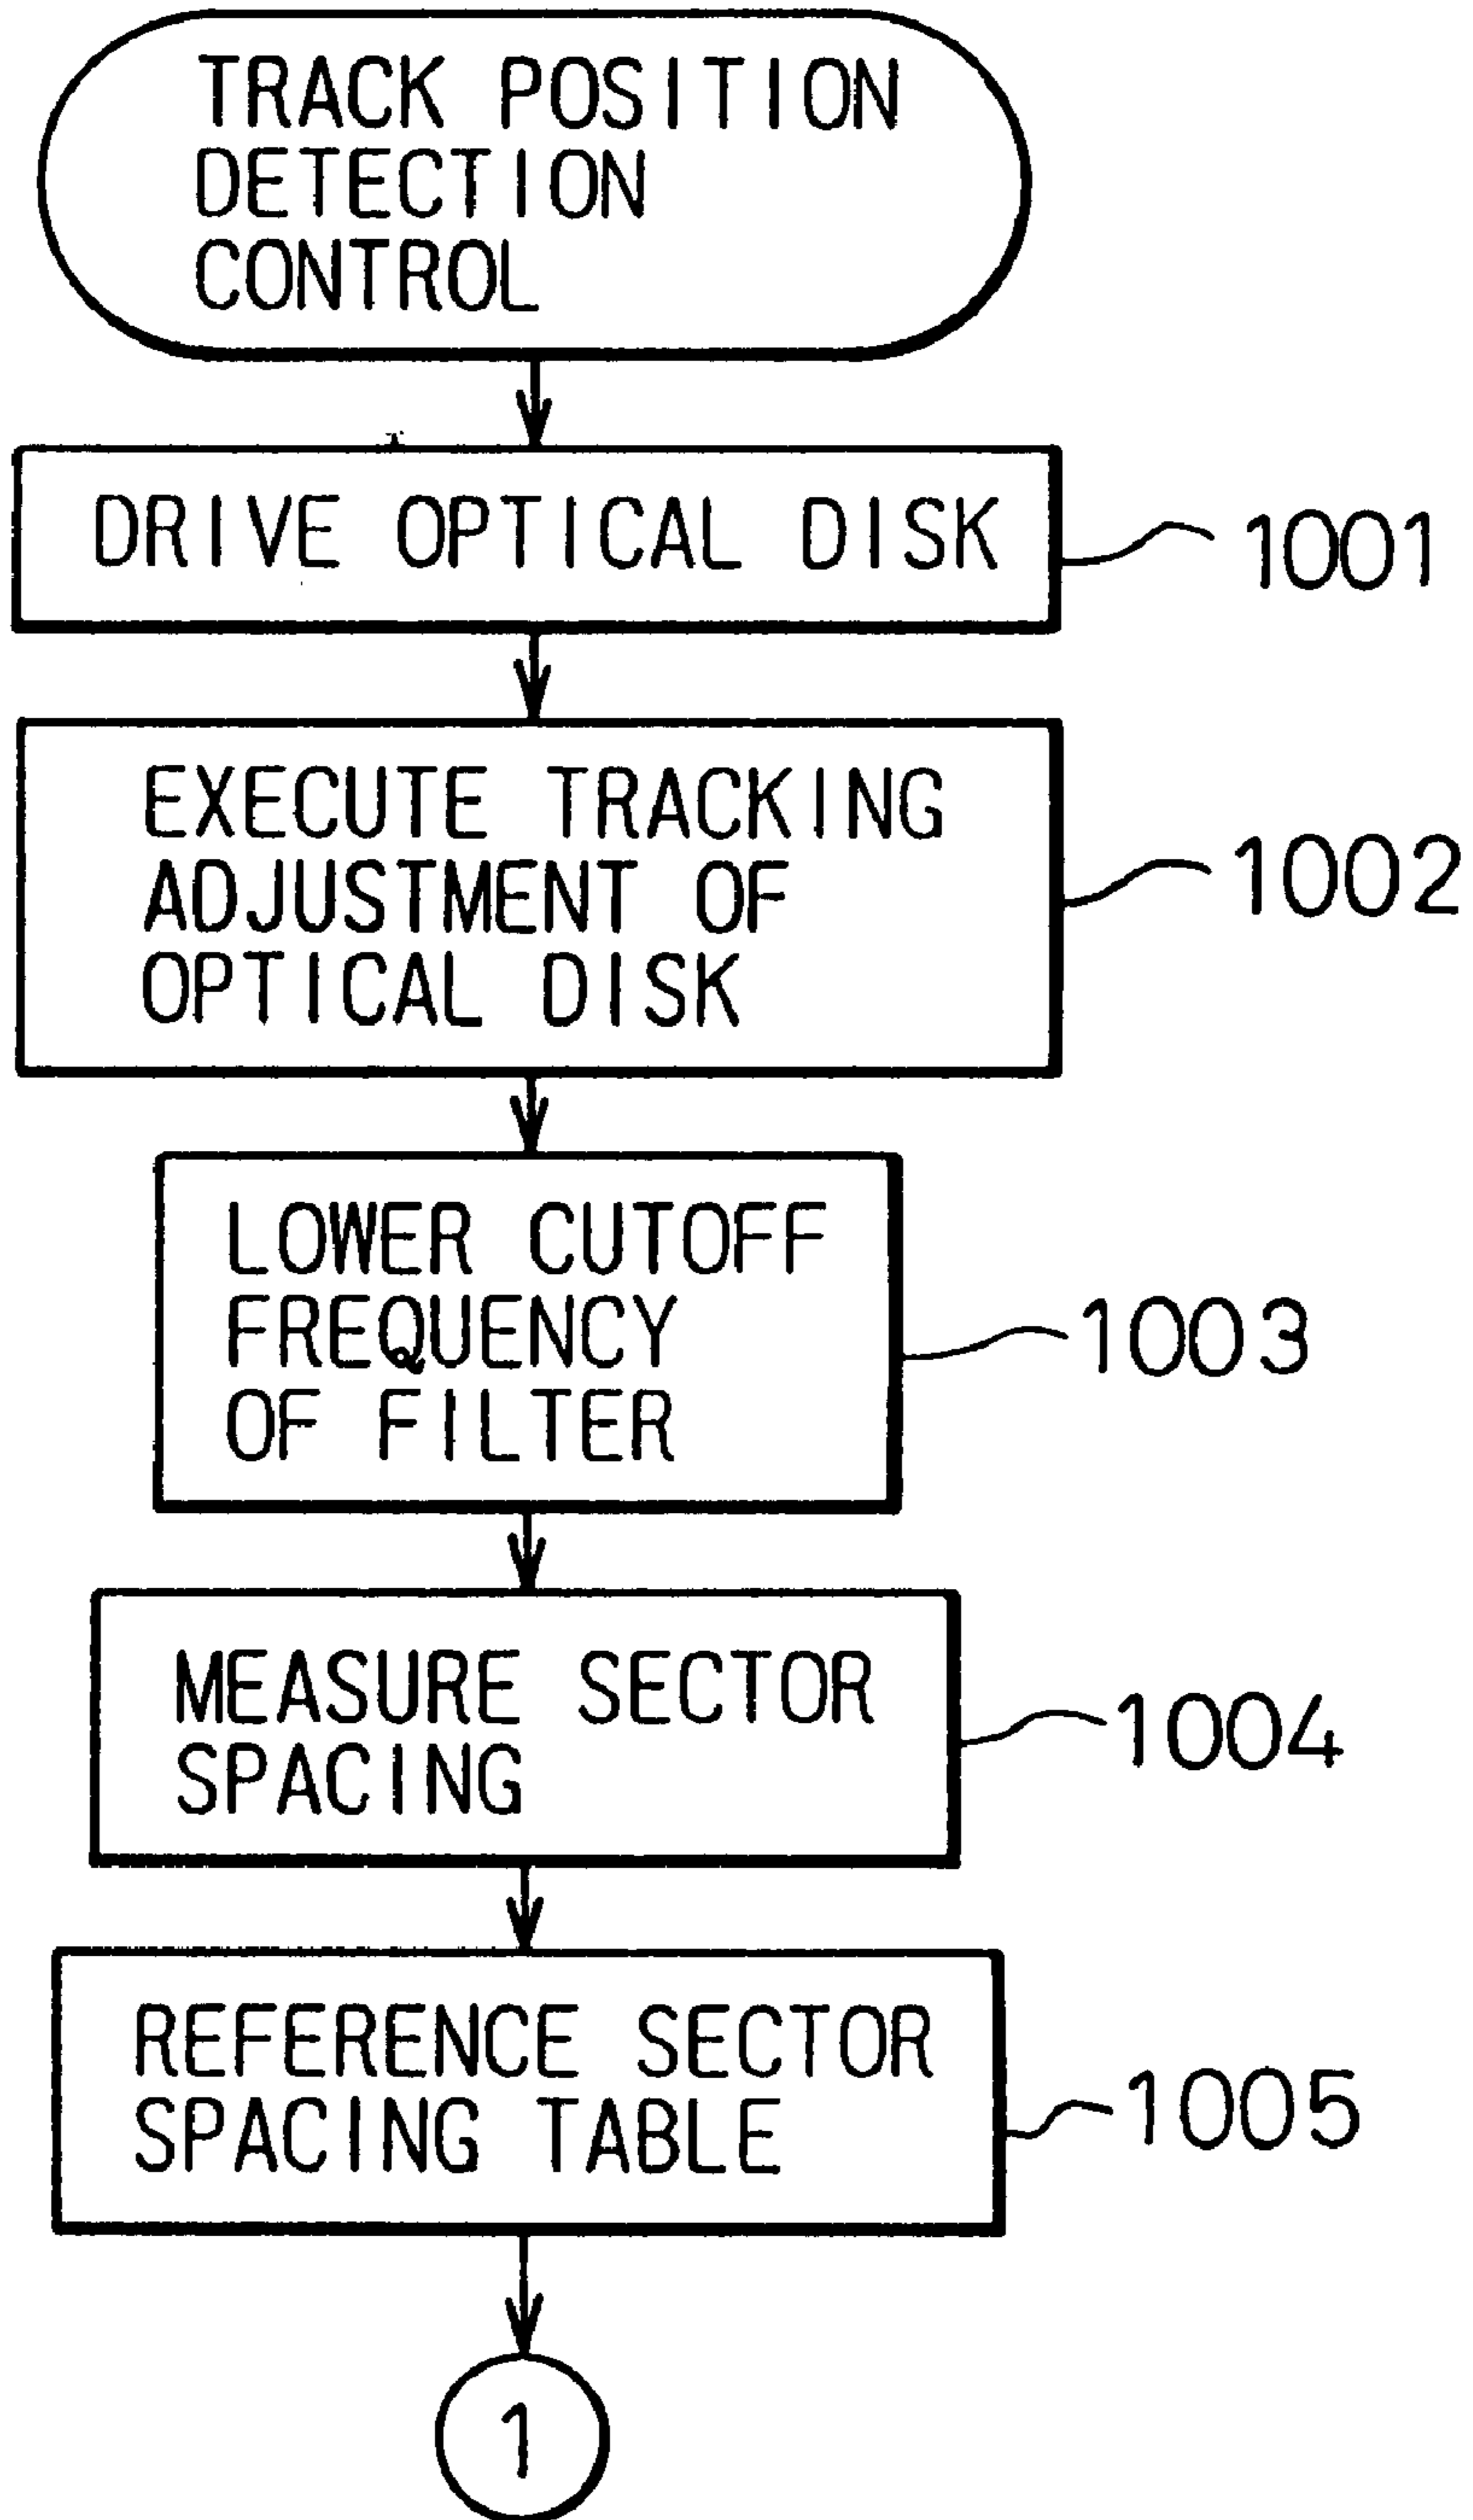 TRACK POSITION
DETECTION
CONTROL
DRIVE OPTICAL DISK
1001
EXECUTE TRACKING
ADJUSTMENT OF
OPTICAL DISK
1002
LOWER CUTOFF
FREQUENCY
OF FILTER
1003
MEASURE SECTOR
SPACING
1004
REFERENCE SECTOR
SPACING TABLE
1005
1